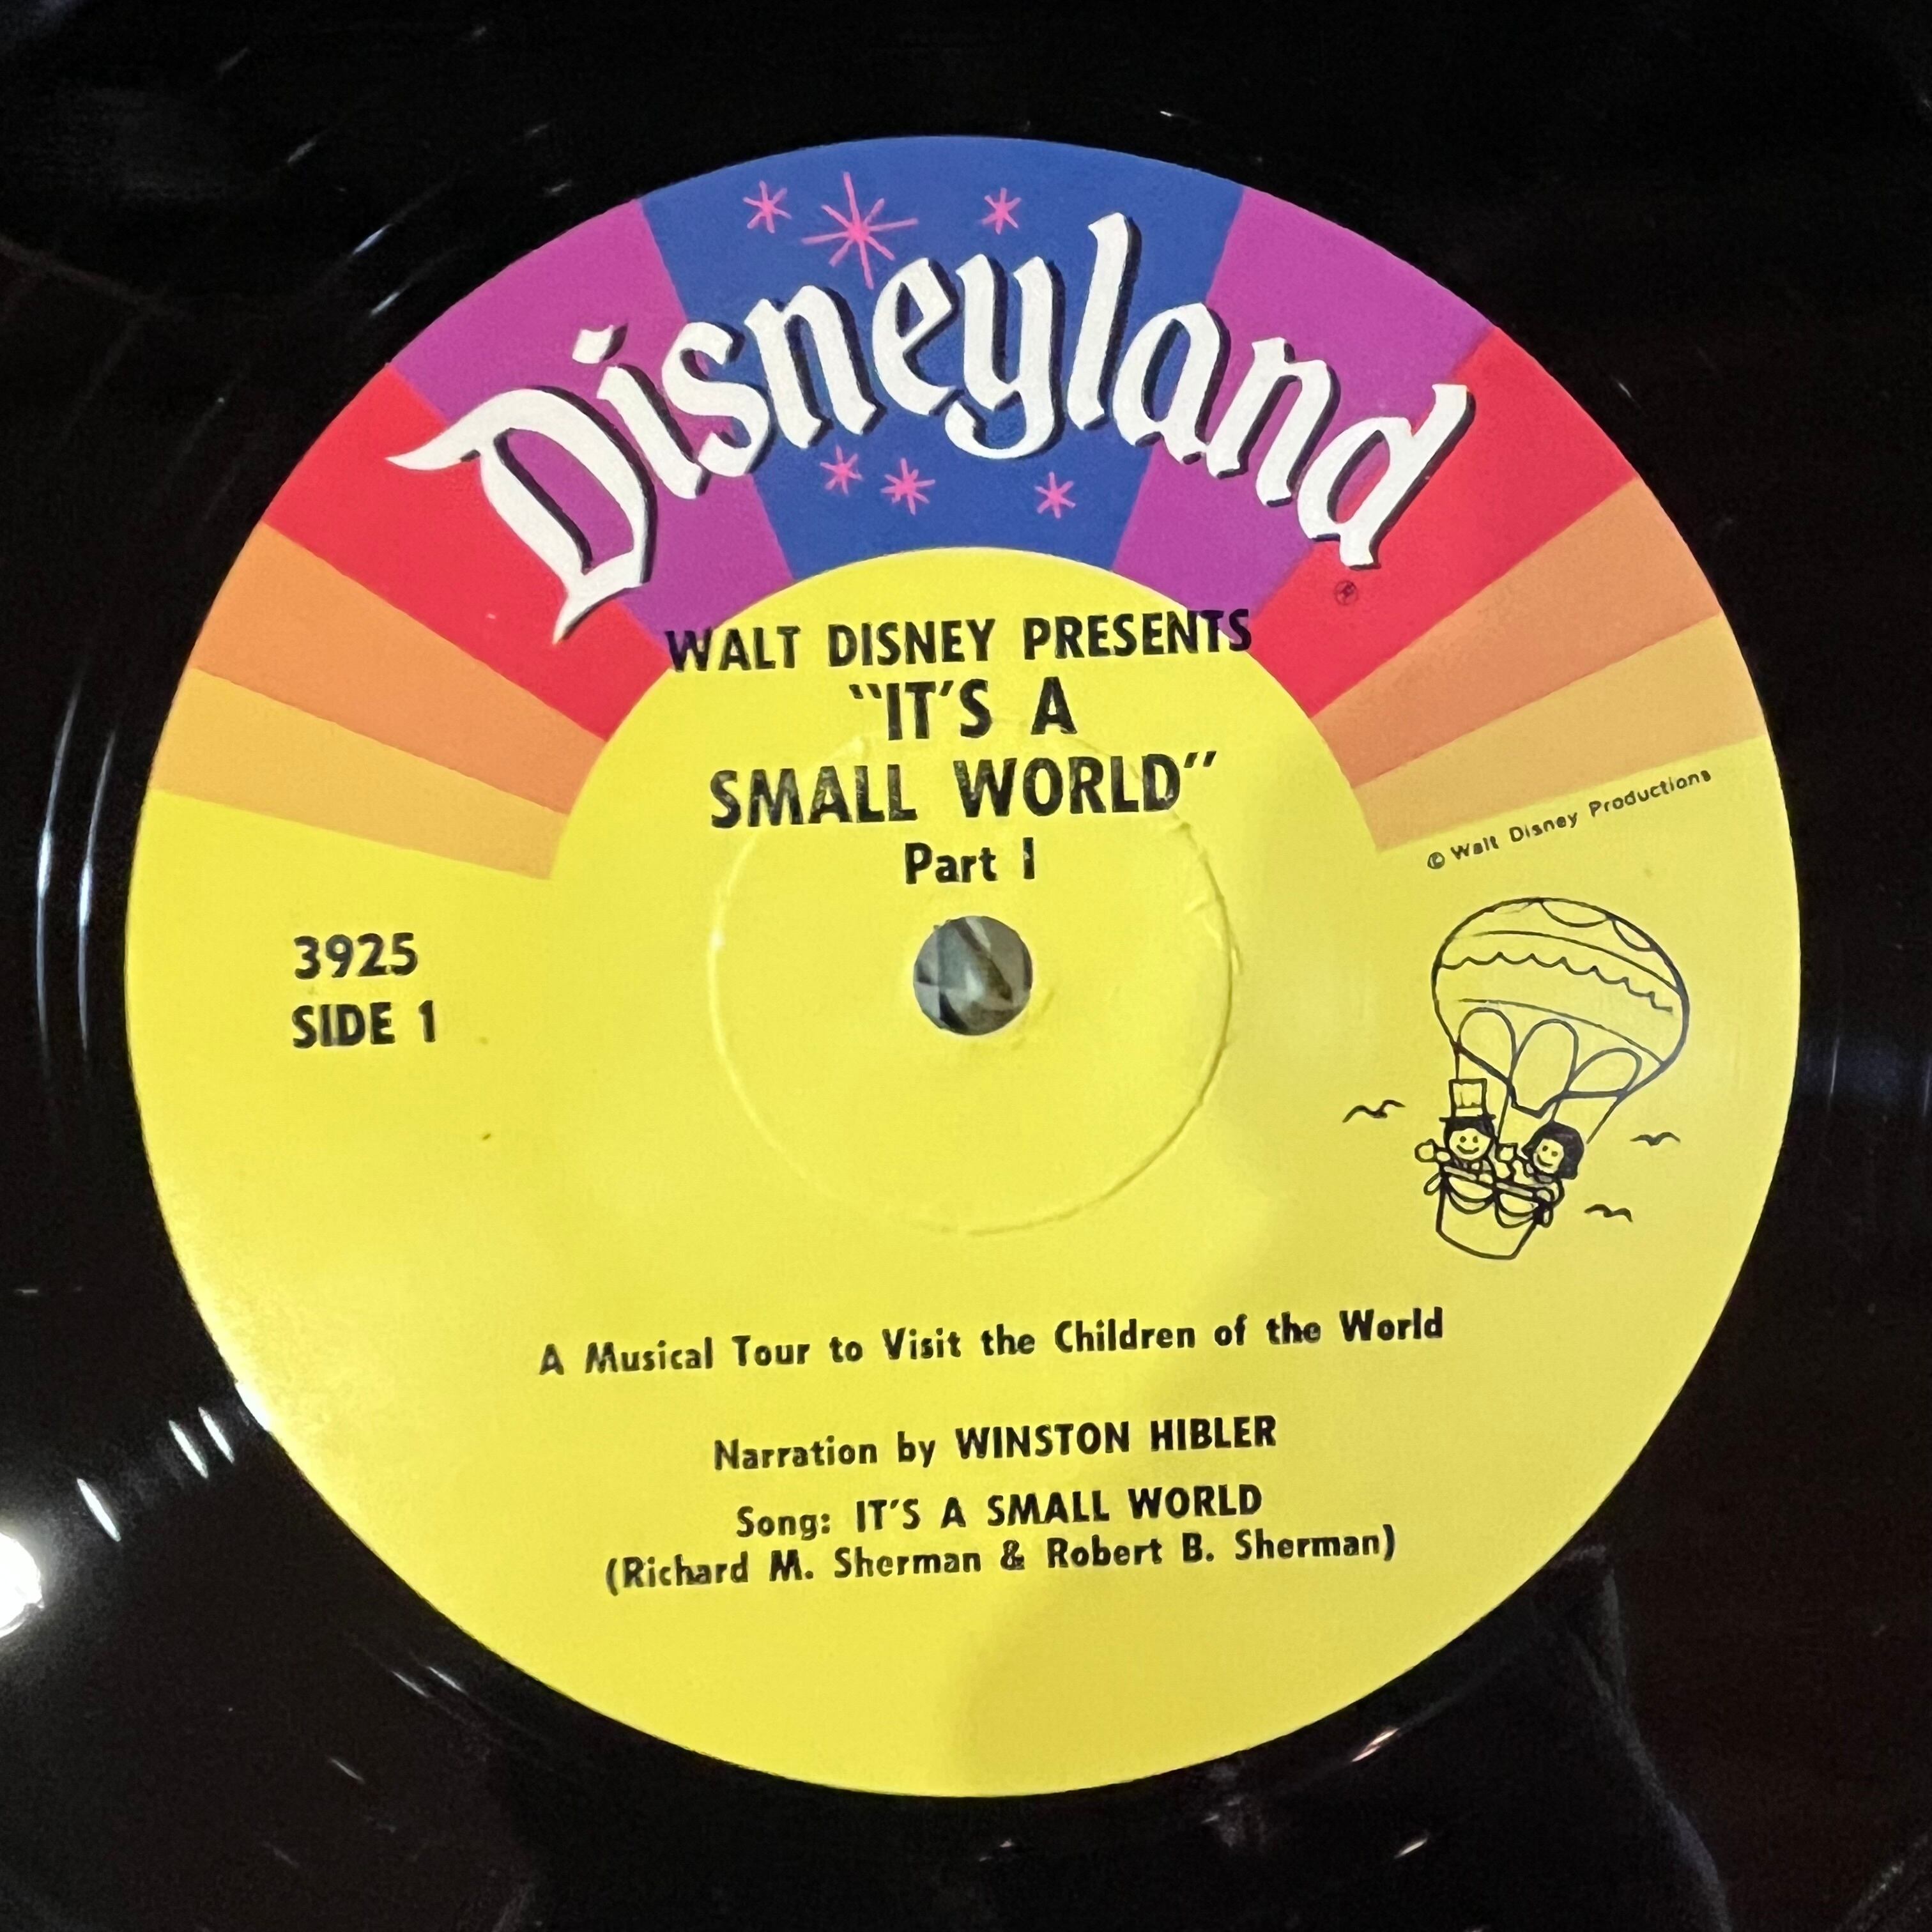 Disneyland
®
WALT DISNEY PRESENTS
"IT'S A
SMALL WORLD"
Part I
© Walt Disney Productions
3925
SIDE 1
A Musical Tour to Visit the Children of the World
Narration by WINSTON HIBLER
Song: IT'S A SMALL WORLD
(Richard M. Sherman & Robert B. Sherman)